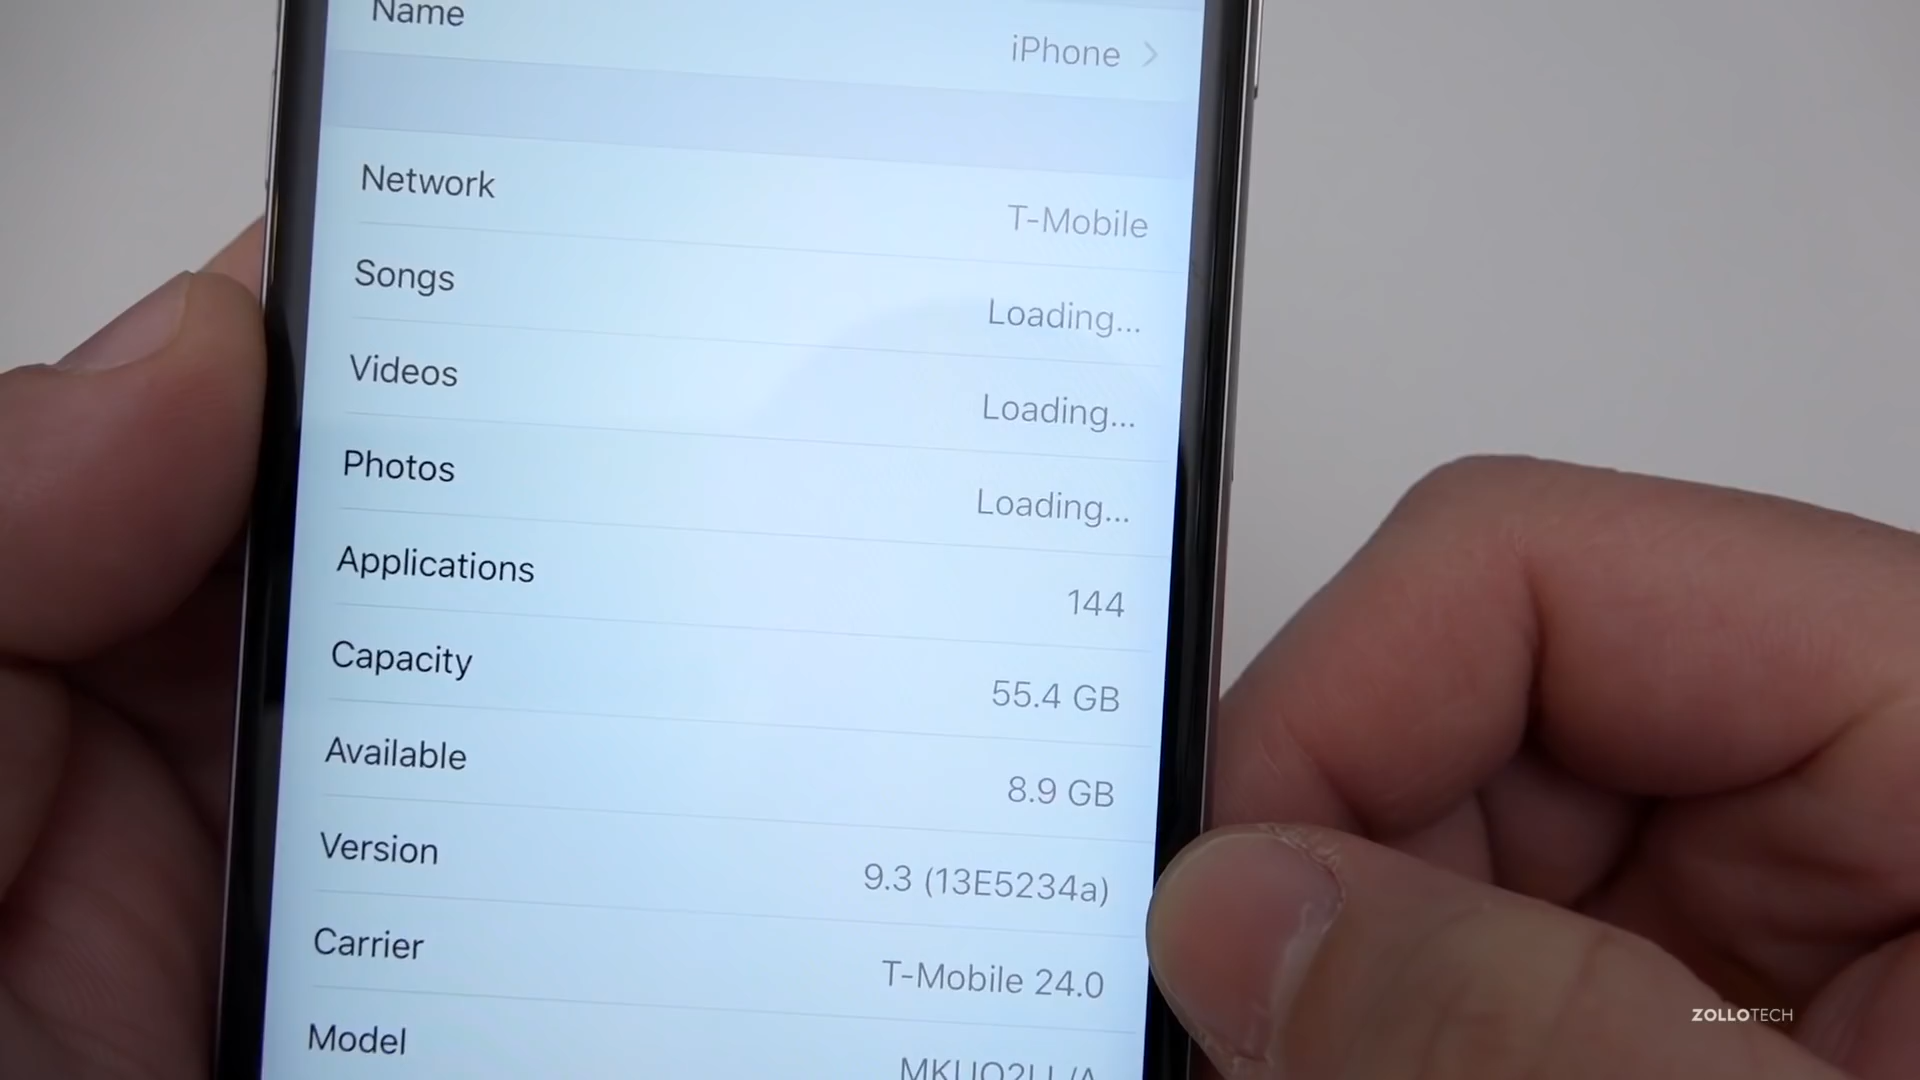 Name
iPhone
Network
T-Mobile
Songs
Loading...
Videos
Loading...
Photos
Loading...
Applications
144
Capacity
55.4 GB
Available
8.9 GB
Version
9.3 (13E5234a)
Carrier
T-Mobile 24.0
Model
ZOLLOTECH